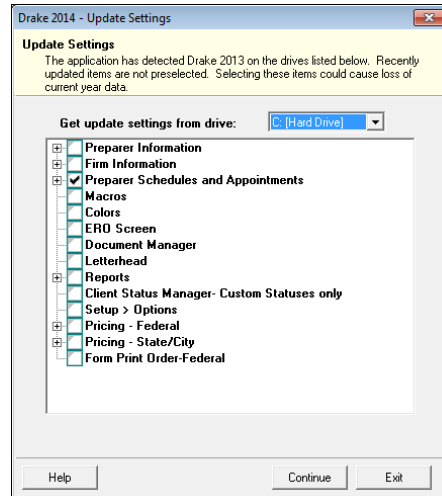 Drake 2014 - Update Settings
Update Settings
The application has detected Drake 2013 on the drives listed below. Recently
updated items are not preselected. Selecting these items could cause loss of
current year data.
Get update settings from drive: C: [Hard Drive]
Preparer Information
Firm Information
Preparer Schedules and Appointments
Macros
Colors
ERO Screen
Document Manager
Letterhead
Reports
Client Status Manager- Custom Statuses only
Setup > Options
Pricing - Federal
Pricing - State/City
Form Print Order-Federal
Help Continue Exit